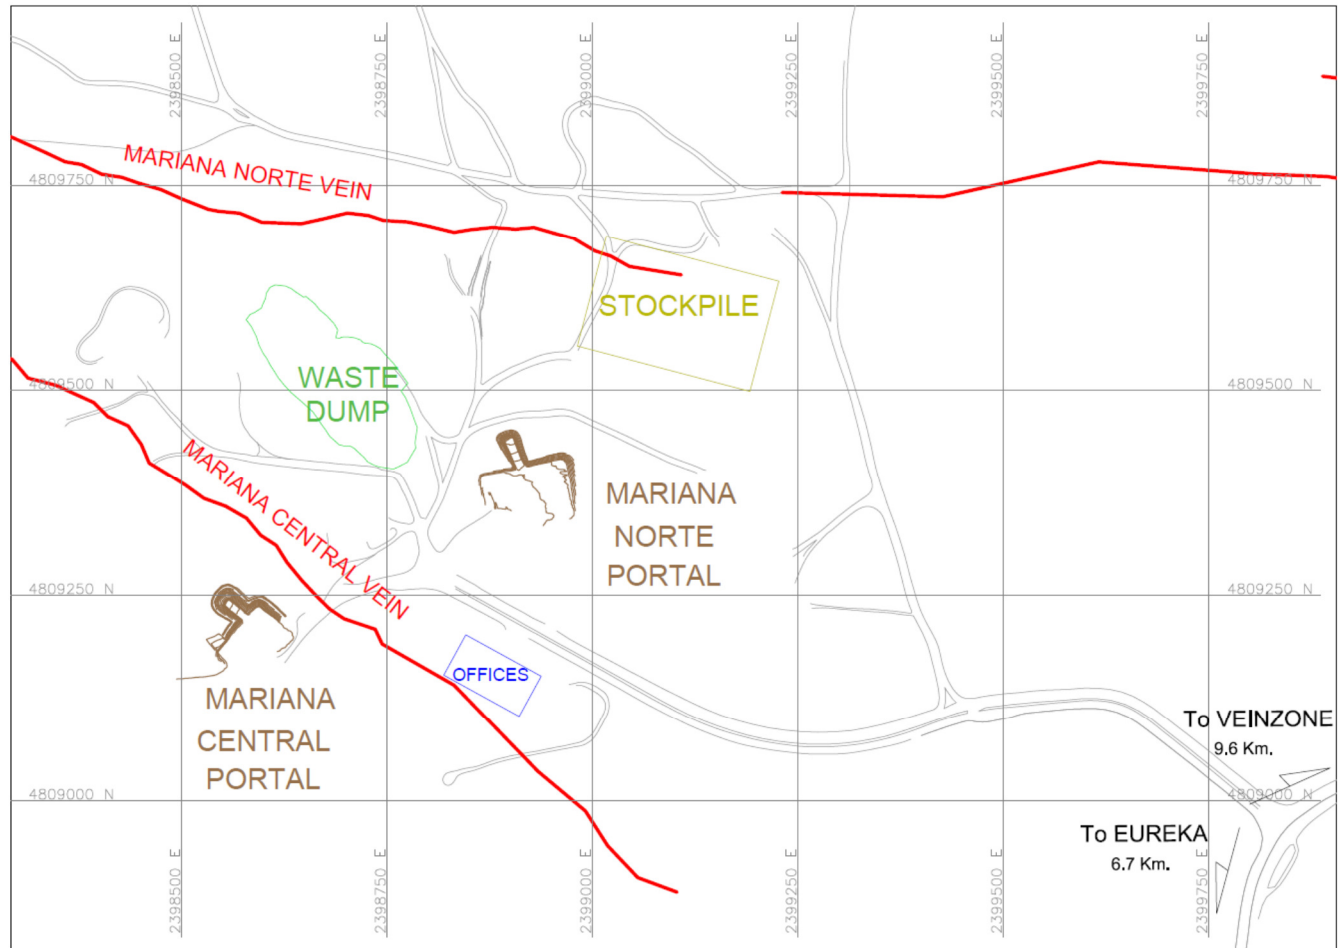 2398500 E
2398750 E
2399000 E
2399250 E
2399500 E
2399750 E
MARIANA NORTE VEIN
4809750 N
4809750 N
STOCKPILE
WASTE
DUMP
4809500 N
4809500 N
MARIANA CENTRAL VEIN
MARIANA
NORTE
PORTAL
4809250 N
4809250 N
OFFICES
MARIANA
CENTRAL
PORTAL
To VEINZONE
9.6 Km.
4809000 N
4809000 N
To EUREKA
6.7 Km.
2398500 E
2398750 E
2399000 E
2399250 E
2399500 E
2399750 E